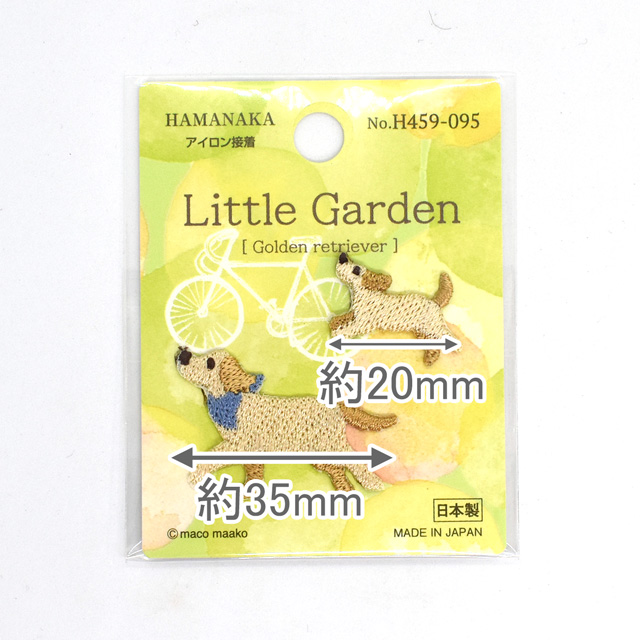 HAMANAKA
アイロン接着
No.H459-095
Little Garden
[ Golden retriever ]
約20mm
約35mm
日本製
© maco maako
MADE IN JAPAN